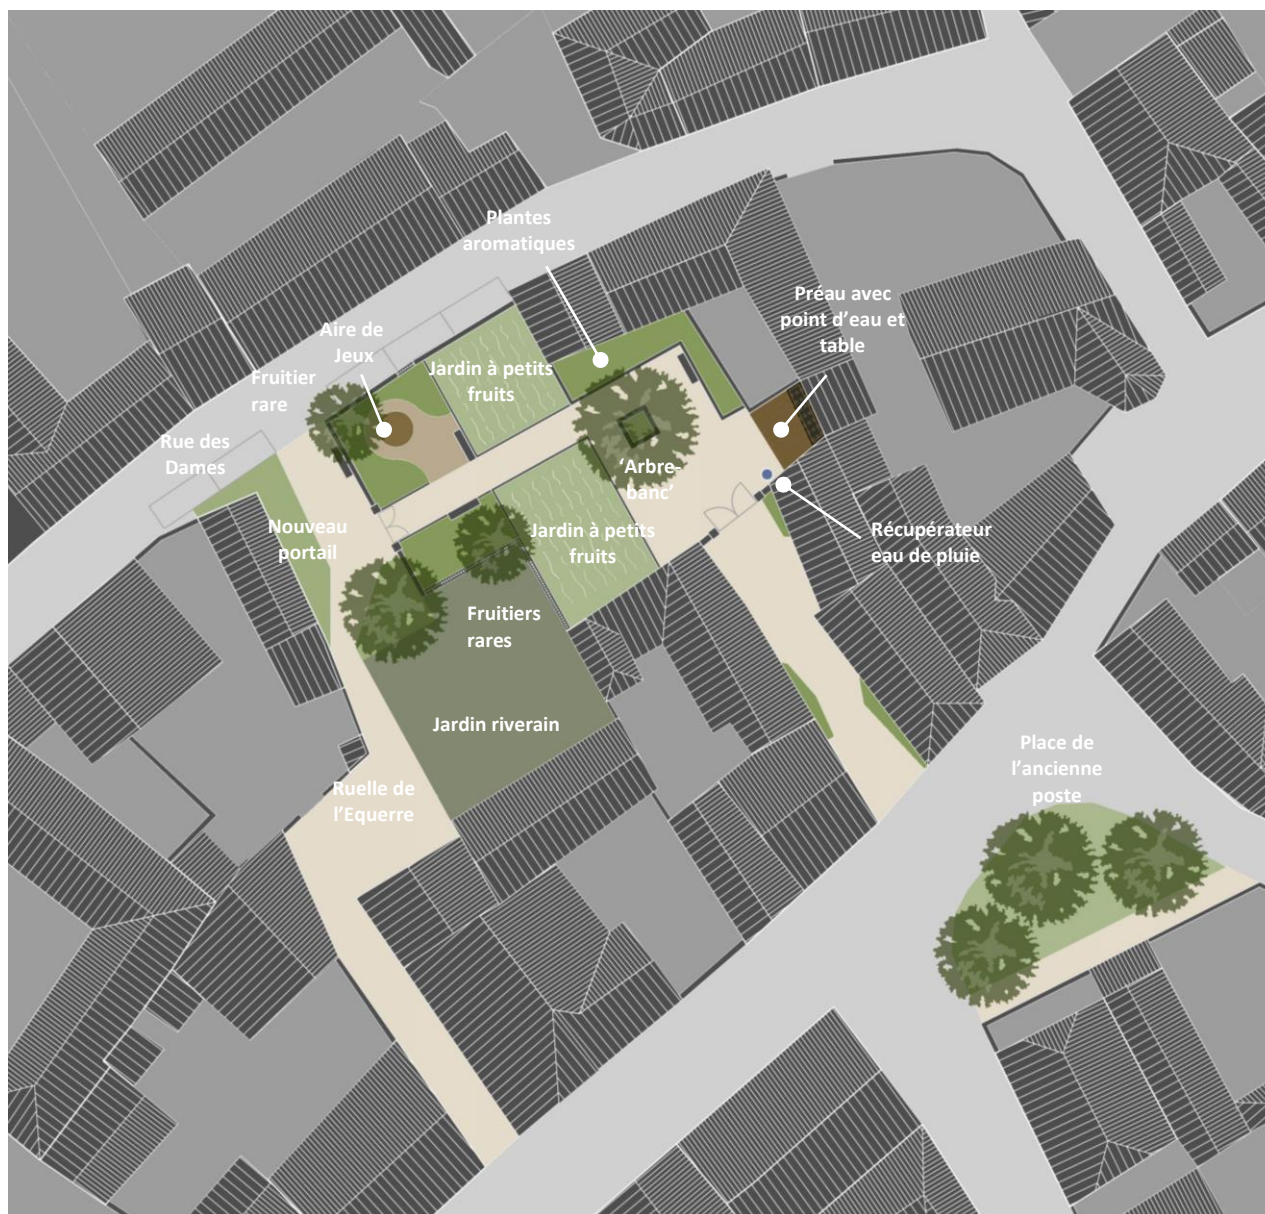 Plantes
aromatiques
Préau avec
point d’eau et
table
Aire de
Jeux
Fruitier
rare
Jardin à petits
fruits
Rue des
Dames
‘Arbre-
banc’
Nouveau
portail
Jardin à petits
fruits
Récupérateur
eau de pluie
Fruitiers
rares
Jardin riverain
Place de
l’ancienne
poste
Ruelle de
l’Equerre